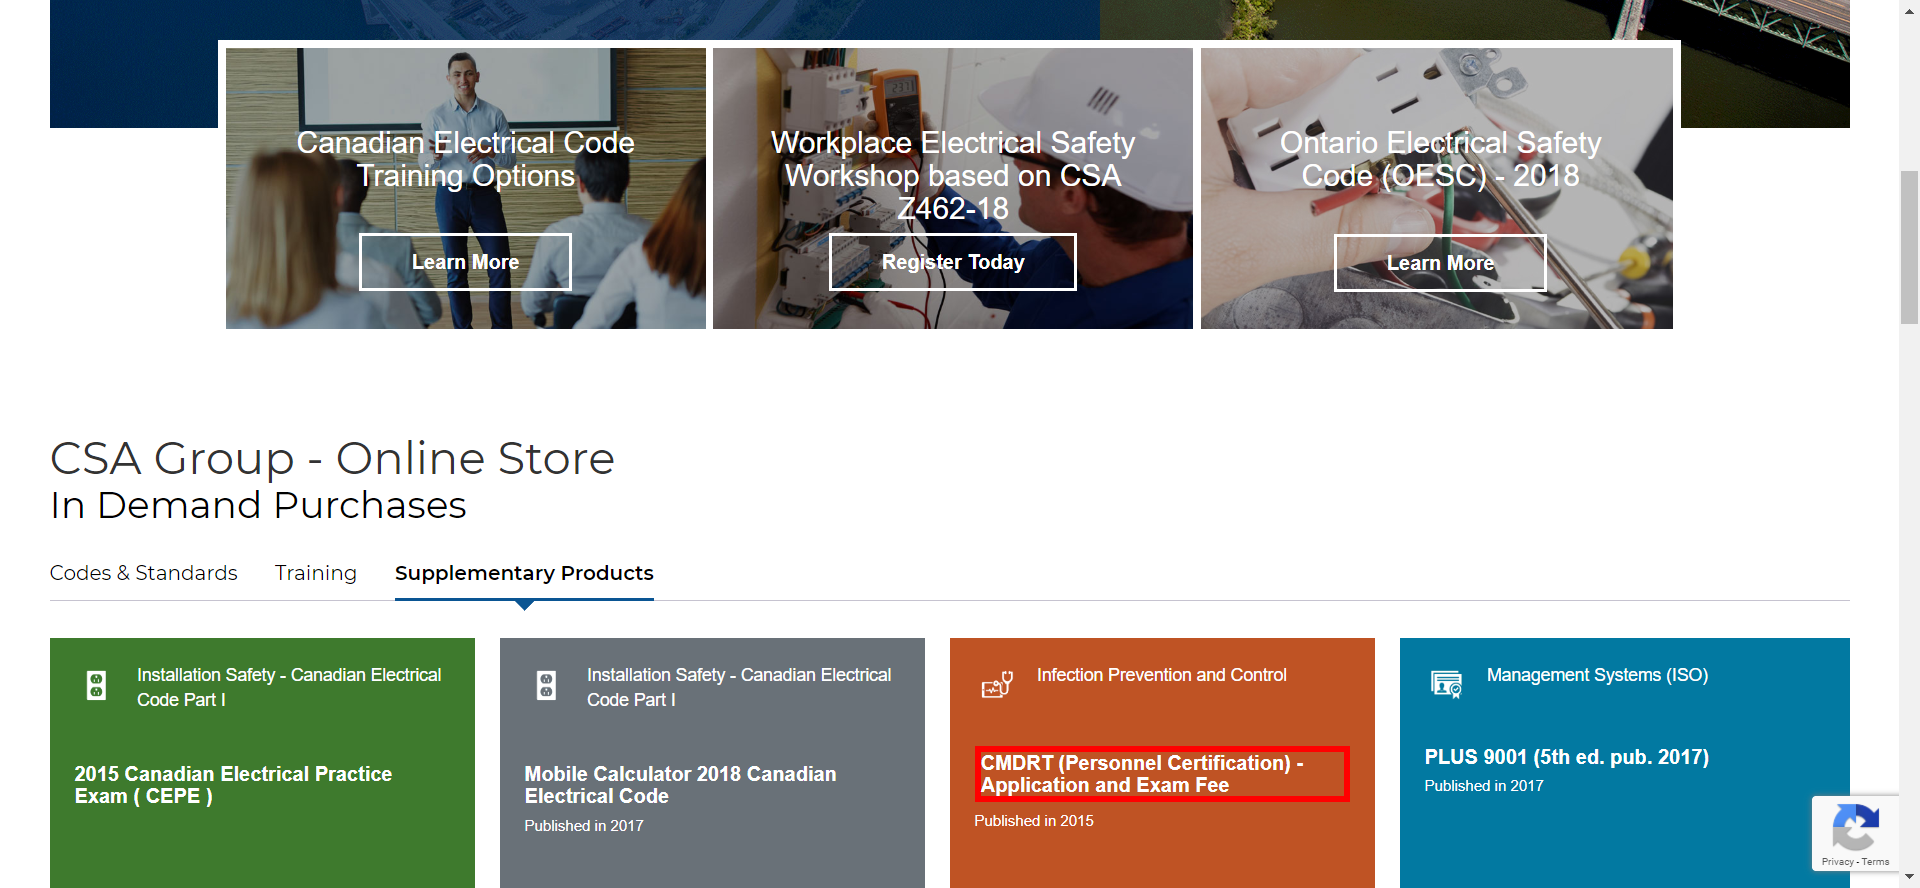 Canadian Electrical Code
Training Options
Learn More
Workplace Electrical Safety
Workshop based on CSA
Z462-18
Register Today
Ontario Electrical Safety
Code (OESC) - 2018
Learn More
CSA Group - Online Store
In Demand Purchases
Codes & Standards
Training
Supplementary Products
Installation Safety - Canadian Electrical
Code Part I
2015 Canadian Electrical Practice
Exam ( CEPE )
Installation Safety - Canadian Electrical
Code Part I
Mobile Calculator 2018 Canadian
Electrical Code
Published in 2017
Infection Prevention and Control
CMDRT (Personnel Certification) -
Application and Exam Fee
Published in 2015
Management Systems (ISO)
PLUS 9001 (5th ed. pub. 2017)
Published in 2017
Privacy - Terms